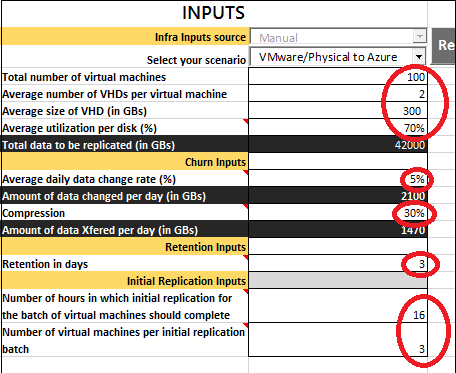 INPUTS
Infra Inputs source Manual
Re
Select your scenario VMware/Physical to Azure
Total number of virtual machines 100
Average number of VHDs per virtual machine 2
Average size of VHD (in GBs) 300
Average utilization per disk (%) 70%
Total data to be replicated (in GBs) 42000
Churn Inputs
Average daily data change rate (%) 5%
Amount of data changed per day (in GBs) 2100
Compression 30%
Amount of data Xfered per day (in GBs) 1470
Retention Inputs
Retention in days 3
Initial Replication Inputs
Number of hours in which initial replication for
the batch of virtual machines should complete 16
Number of virtual machines per initial replication
batch 3